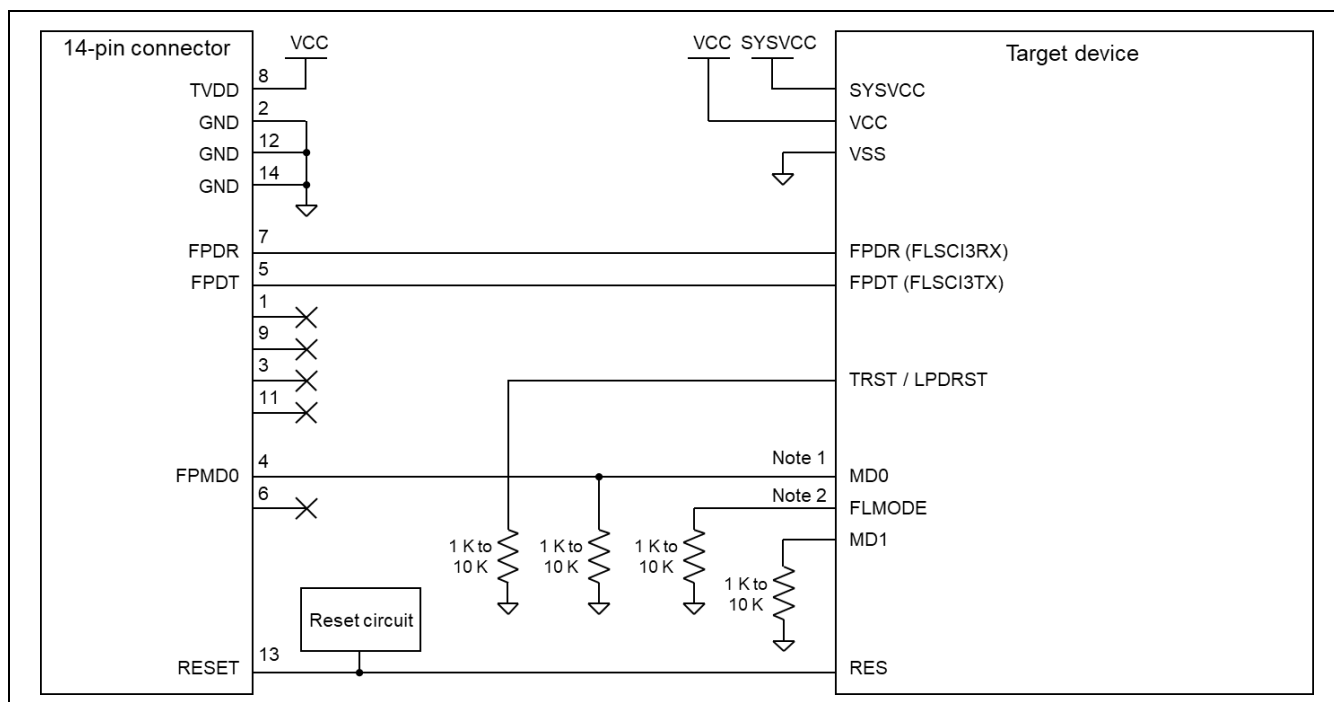 14-pin connector
VCC
VCC
SYSVCC
Target device
TVDD
8
SYSVCC
GND
2
VCC
GND
12
VSS
GND
14
FPDR
7
FPDR (FLSCI3RX)
FPDT
5
FPDT (FLSCI3TX)
1
9
3
TRST / LPDRST
11
FPMD0
4
Note 1
MD0
6
Note 2
FLMODE
MD1
1 K to
10 K
1 K to
10 K
1 K to
10 K
1 K to
10 K
Reset circuit
RESET
13
RES